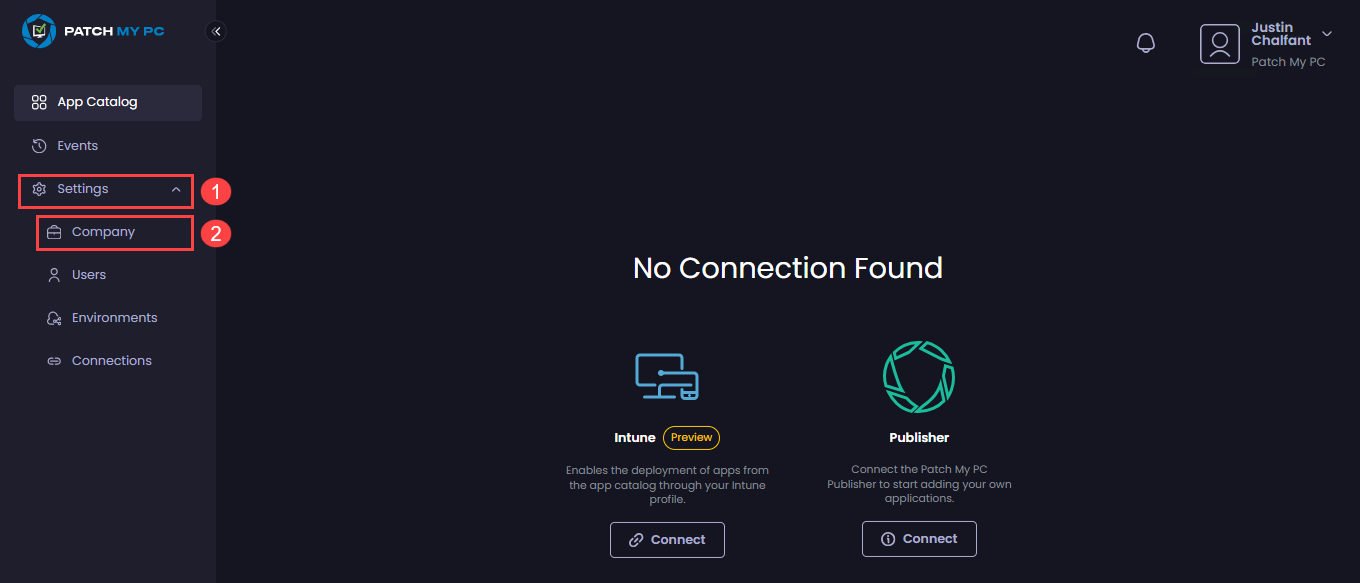 PATCH MY PC
Justin
Chalfant
Patch My PC
App Catalog
Events
Settings
1
Company
2
Users
Environments
Connections
No Connection Found
Intune
Preview
Enables the deployment of apps from
the app catalog through your Intune
profile.
Connect
Publisher
Connect the Patch My PC
Publisher to start adding your own
applications.
Connect